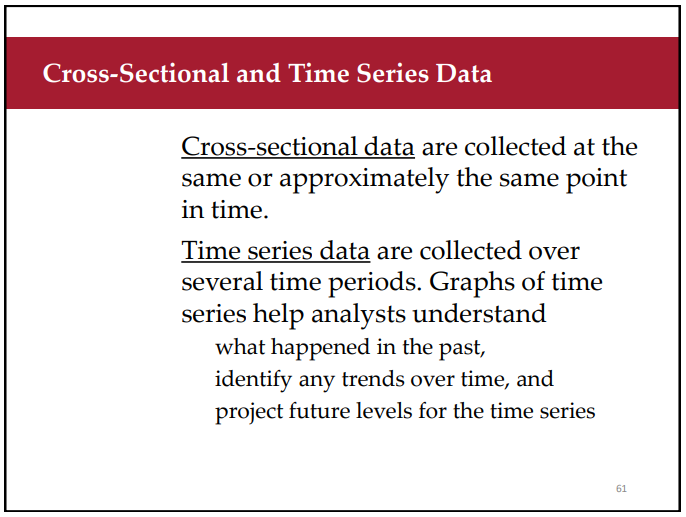 Cross-Sectional and Time Series Data
Cross-sectional data are collected at the
same or approximately the same point
in time.
Time series data are collected over
several time periods. Graphs of time
series help analysts understand
what happened in the past,
identify any trends over time, and
project future levels for the time series
61